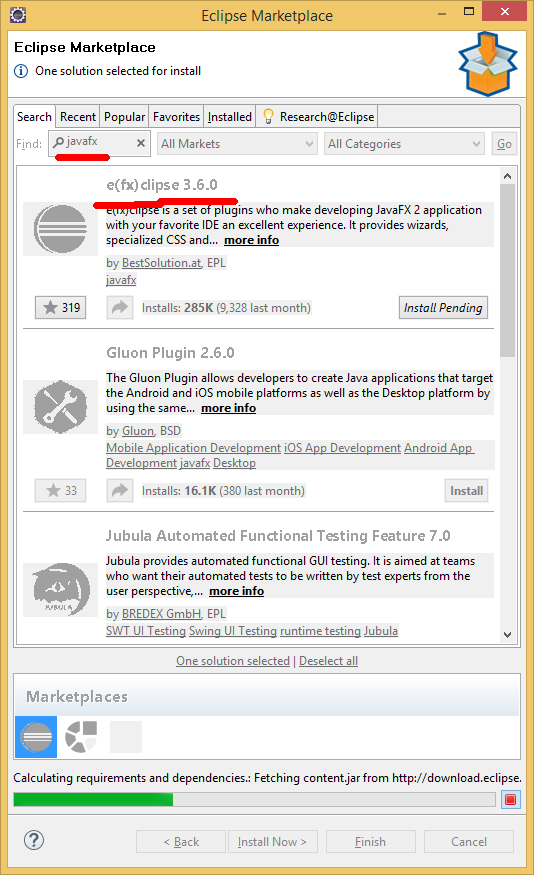 Eclipse Marketplace
Eclipse Marketplace
One solution selected for install
Search Recent Popular Favorites Installed Research@Eclipse
Find: javafx All Markets All Categories Go
e(fx)clipse 3.6.0
e(fx)clipse is a set of plugins who make developing JavaFX 2 application
with your favorite IDE an excellent experience. It provides wizards,
specialized CSS and... more info
by BestSolution.at, EPL
javafx
319 Installs: 285K (9,328 last month) Install Pending
Gluon Plugin 2.6.0
The Gluon Plugin allows developers to create Java applications that target
the Android and iOS mobile platforms as well as the Desktop platform by
using the same... more info
by Gluon, BSD
Mobile Application Development iOS App Development Android App
Development javafx Desktop
33 Installs: 16.1K (380 last month) Install
Jubula Automated Functional Testing Feature 7.0
Jubula provides automated functional GUI testing. It is aimed at teams
who want their automated tests to be written by test experts from the
user perspective,... more info
JUBULA
by BREDEX GmbH, EPL
SWT UI Testing Swing UI Testing runtime testing Jubula
One solution selected | Deselect all
Marketplaces
Calculating requirements and dependencies.: Fetching content.jar from http://download.eclipse.
? < Back Install Now > Finish Cancel